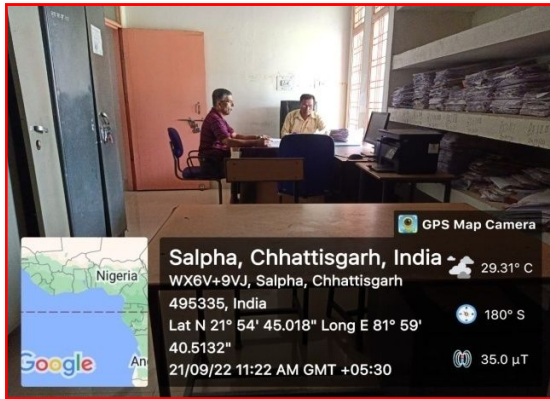 GPS Map Camera
Nigeria
Google
An
Salpha, Chhattisgarh, India
WX6V+9VJ, Salpha, Chhattisgarh
495335, India
Lat N 21° 54' 45.018" Long E 81° 59'
40.5132"
21/09/22 11:22 AM GMT +05:30
29.31° C
180° S
35.0 µT